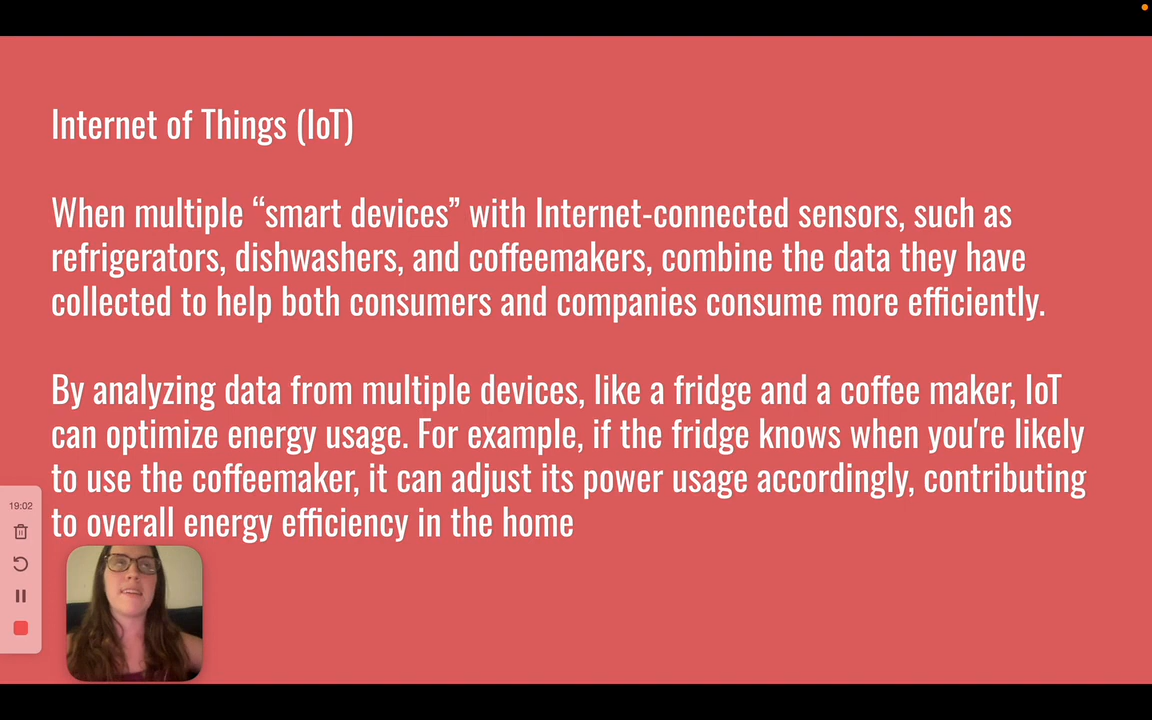 Internet of Things (IoT)
When multiple “smart devices” with Internet-connected sensors, such as
refrigerators, dishwashers, and coffeemakers, combine the data they have
collected to help both consumers and companies consume more efficiently.
By analyzing data from multiple devices, like a fridge and a coffee maker, IoT
can optimize energy usage. For example, if the fridge knows when you're likely
to use the coffeemaker, it can adjust its power usage accordingly, contributing
to overall energy efficiency in the home
19:02